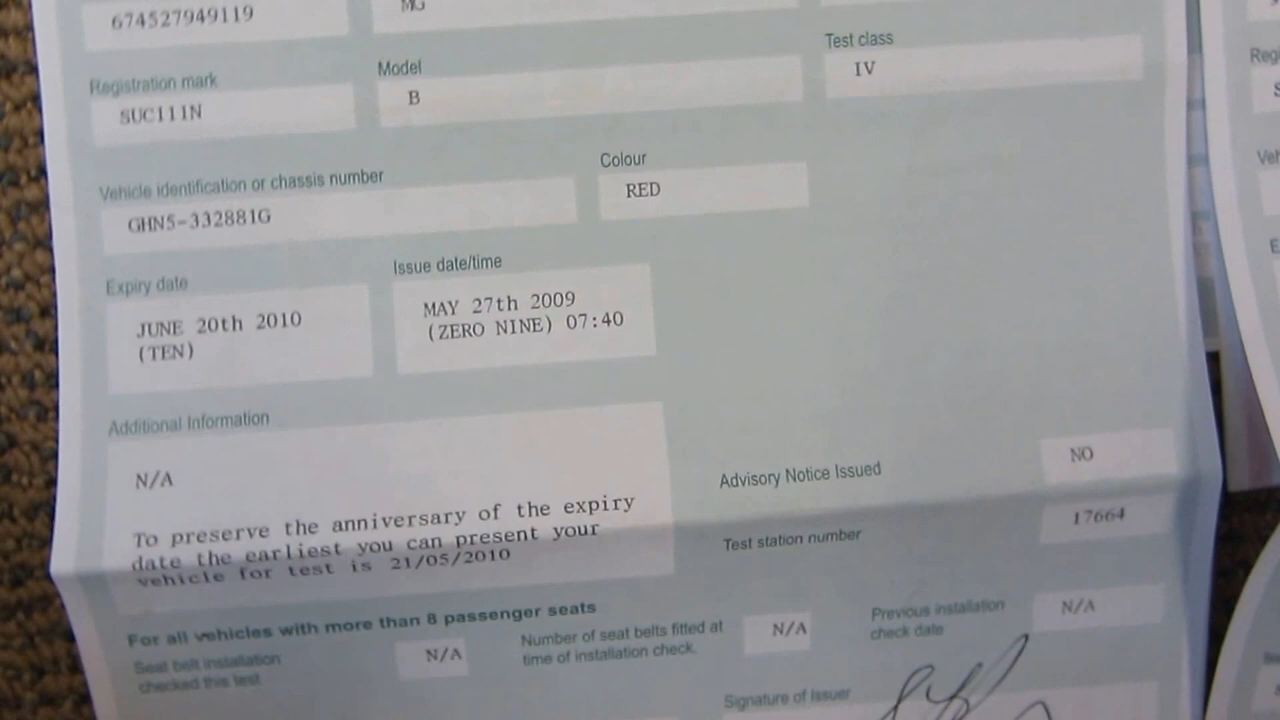 674527949119
MG
Registration mark
Model
Test class
SUC111N
B
IV
Vehicle identification or chassis number
Colour
GHN5-332881G
RED
Expiry date
Issue date/time
JUNE 20th 2010
(TEN)
MAY 27th 2009
(ZERO NINE) 07:40
Additional Information
N/A
To preserve the anniversary of the expiry
date the earliest you can present your
vehicle for test is 21/05/2010
Advisory Notice Issued
NO
Test station number
17664
For all vehicles with more than 8 passenger seats
Seat belt installation
checked this test
N/A
Number of seat belts fitted at
time of installation check.
N/A
Previous installation
check date
N/A
Signature of Issuer
Reg
Veh
E